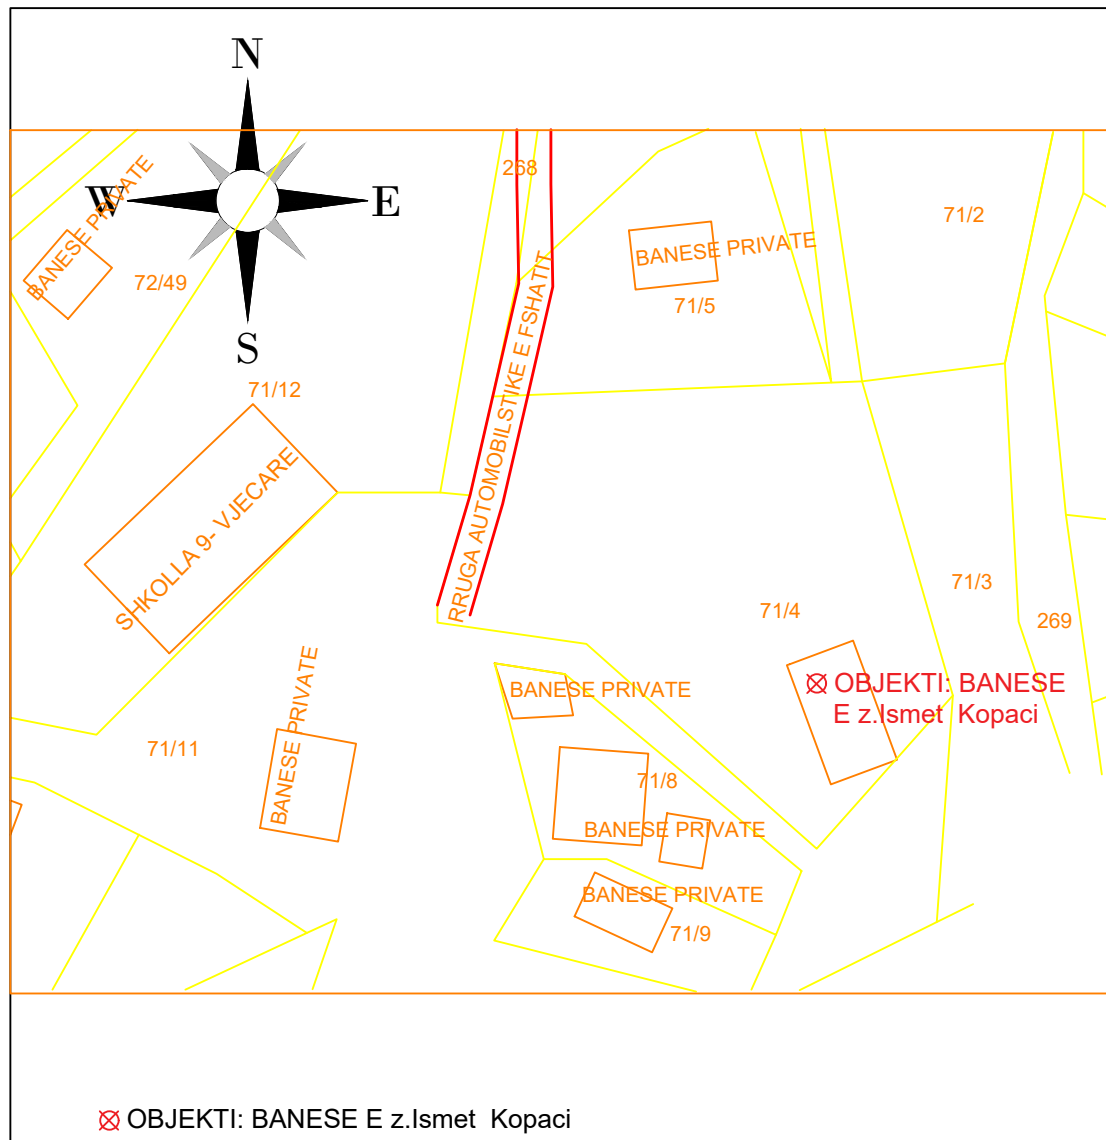 N
W
E
S
268
BANESE PRIVATE
72/49
71/12
BANESE PRIVATE
71/5
71/2
RRUGA AUTOMOBILSTIKE E FSHATIT
SHKOLLA 9- VJECARE
71/4
71/3
269
OBJEKTI: BANESE
E z.Ismet Kopaci
BANESE PRIVATE
BANESE PRIVATE
71/11
71/8
BANESE PRIVATE
BANESE PRIVATE
71/9
OBJEKTI: BANESE E z.Ismet Kopaci